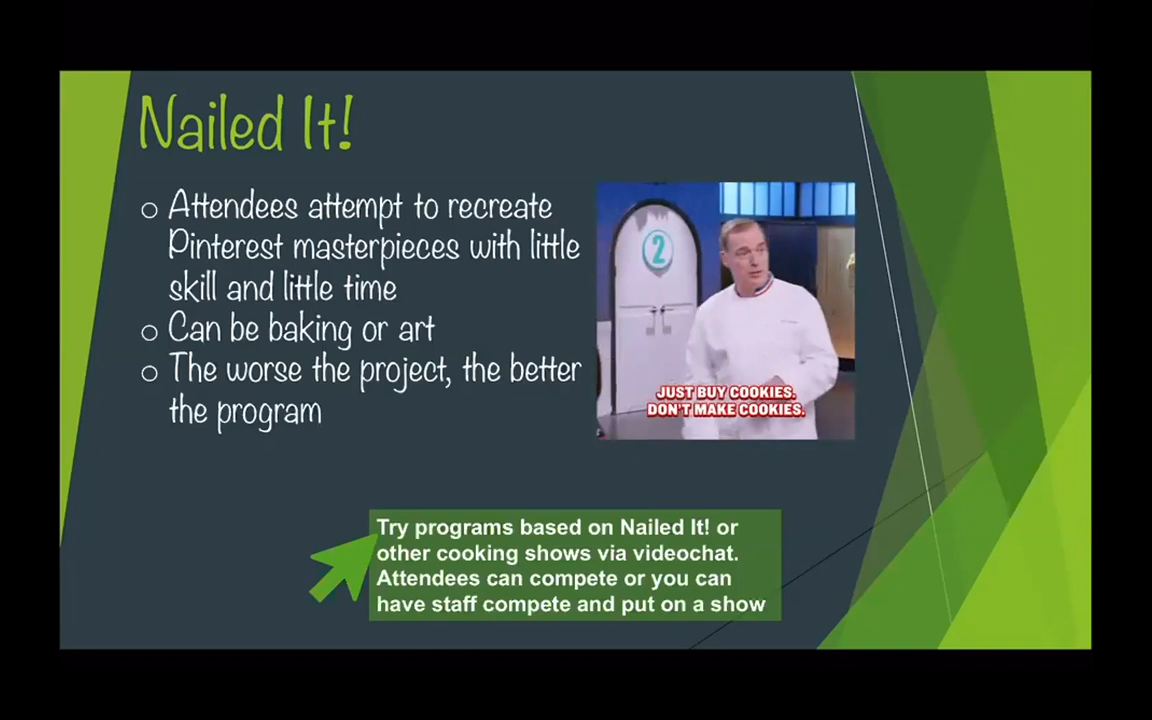 Nailed It!
o Attendees attempt to recreate
Pinterest masterpieces with little
skill and little time
o Can be baking or art
o The worse the project, the better
the program
2
JUST BUY COOKIES.
DON'T MAKE COOKIES.
Try programs based on Nailed It! or
other cooking shows via videochat.
Attendees can compete or you can
have staff compete and put on a show